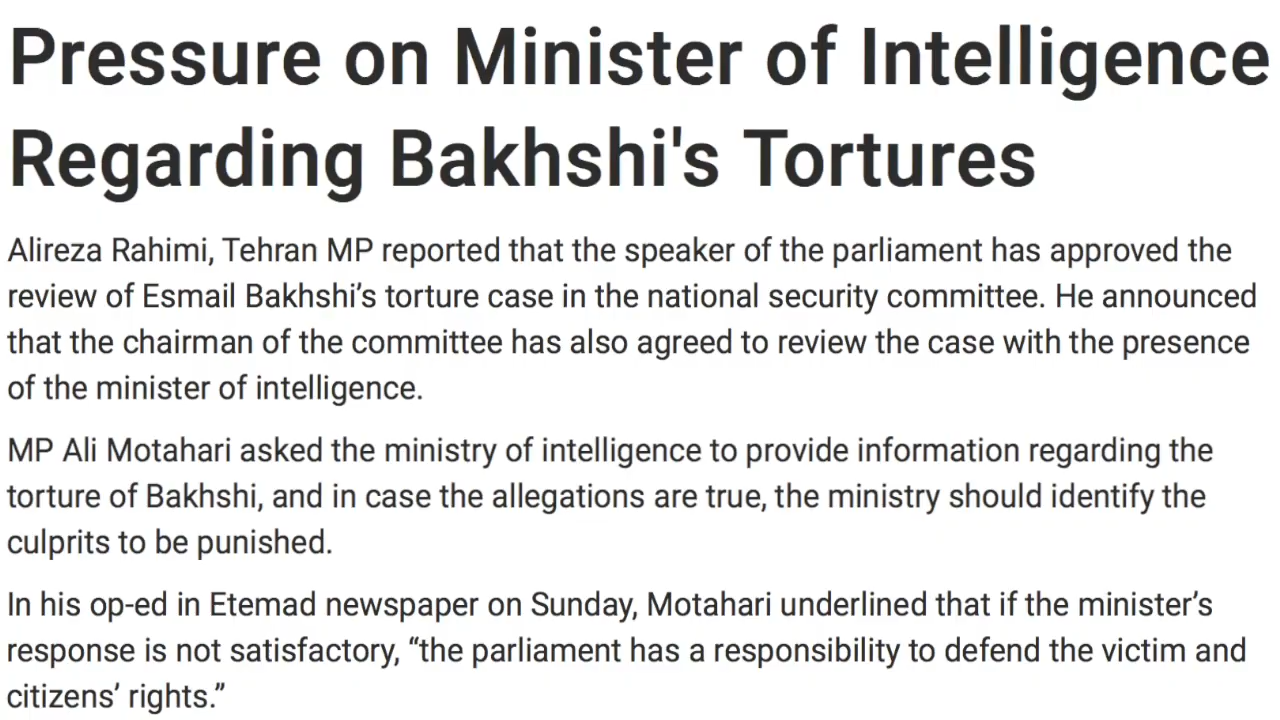 Pressure on Minister of Intelligence
Regarding Bakhshi's Tortures
Alireza Rahimi, Tehran MP reported that the speaker of the parliament has approved the
review of Esmail Bakhshi’s torture case in the national security committee. He announced
that the chairman of the committee has also agreed to review the case with the presence
of the minister of intelligence.
MP Ali Motahari asked the ministry of intelligence to provide information regarding the
torture of Bakhshi, and in case the allegations are true, the ministry should identify the
culprits to be punished.
In his op-ed in Etemad newspaper on Sunday, Motahari underlined that if the minister’s
response is not satisfactory, “the parliament has a responsibility to defend the victim and
citizens’ rights.”